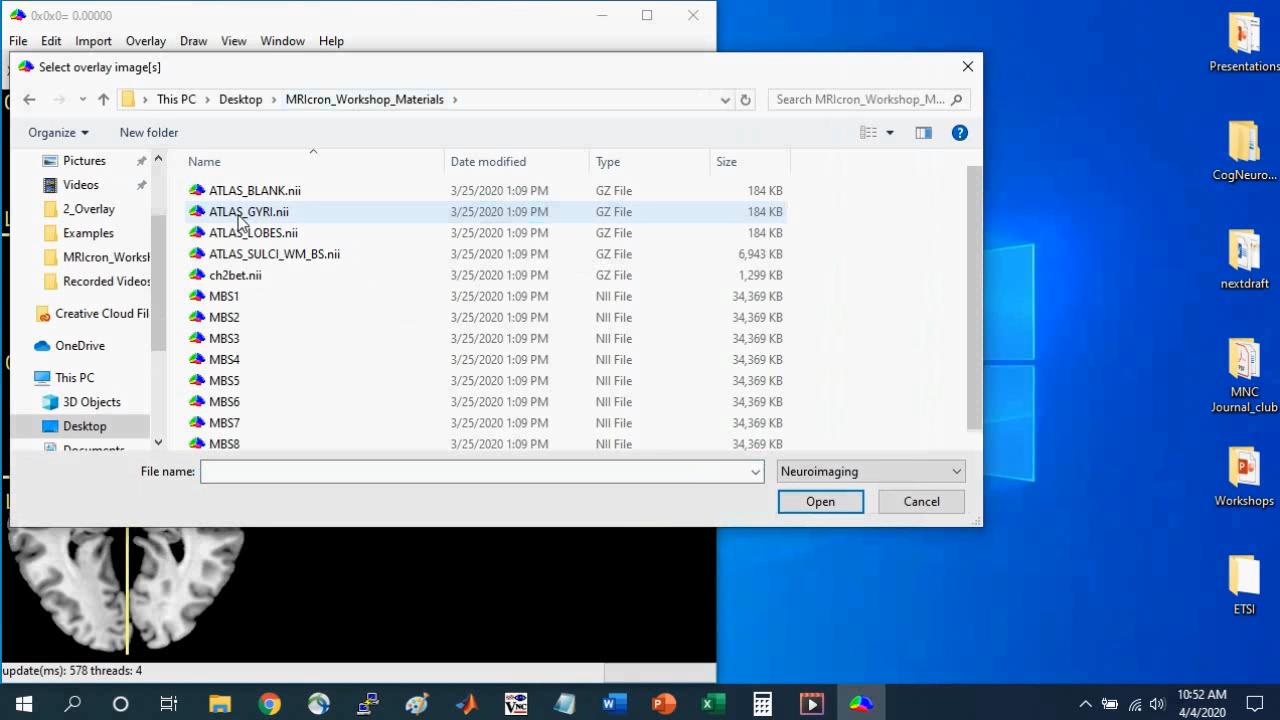 0x0x0= 0.00000
File Edit Import Overlay Draw View Window Help
Select overlay image[s]
This PC > Desktop > MRIcron_Workshop_Materials >
Search MRIcron_Workshop_M...
Organize New folder
Name Date modified Type Size
Pictures
Videos
2_Overlay
Examples
MRIcron_Worksh
Recorded Videos
Creative Cloud Fil
OneDrive
This PC
3D Objects
Desktop
Documents
ATLAS_BLANK.nii 3/25/2020 1:09 PM GZ File 184 KB
ATLAS_GYRI.nii 3/25/2020 1:09 PM GZ File 184 KB
ATLAS_LOBES.nii 3/25/2020 1:09 PM GZ File 184 KB
ATLAS_SULCI_WM_BS.nii 3/25/2020 1:09 PM GZ File 6,943 KB
ch2bet.nii 3/25/2020 1:09 PM GZ File 1,299 KB
MBS1 3/25/2020 1:09 PM NII File 34,369 KB
MBS2 3/25/2020 1:09 PM NII File 34,369 KB
MBS3 3/25/2020 1:09 PM NII File 34,369 KB
MBS4 3/25/2020 1:09 PM NII File 34,369 KB
MBS5 3/25/2020 1:09 PM NII File 34,369 KB
MBS6 3/25/2020 1:09 PM NII File 34,369 KB
MBS7 3/25/2020 1:09 PM NII File 34,369 KB
MBS8 3/25/2020 1:09 PM NII File 34,369 KB
File name: Neuroimaging
Open Cancel
update(ms): 578 threads: 4
Presentations
CogNeuro...
nextdraft
MNC
Journal_club
Workshops
ETSI
10:52 AM
4/4/2020